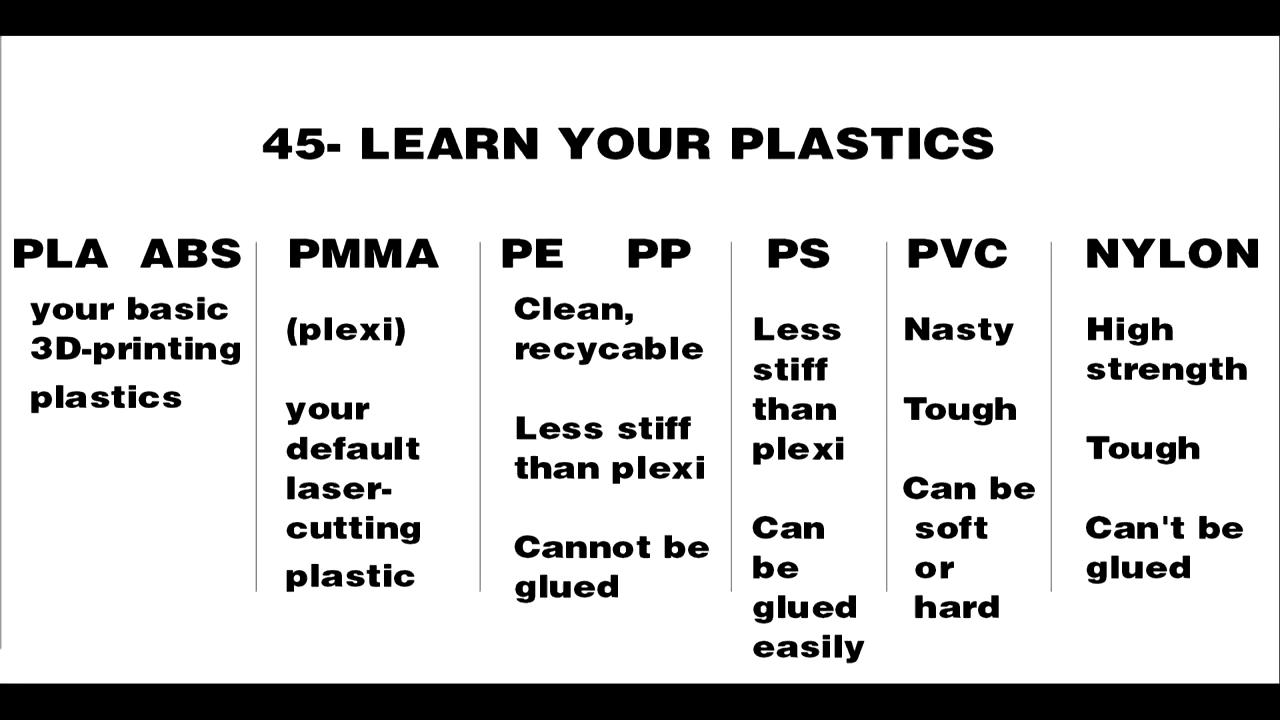 45- LEARN YOUR PLASTICS
PLA ABS
your basic
3D-printing
plastics
PMMA
(plexi)
your
default
laser-
cutting
plastic
PE PP
Clean,
recycable
Less stiff
than plexi
Cannot be
glued
PS
Less
stiff
than
plexi
Can
be
glued
easily
PVC
Nasty
Tough
Can be
soft
or
hard
NYLON
High
strength
Tough
Can't be
glued